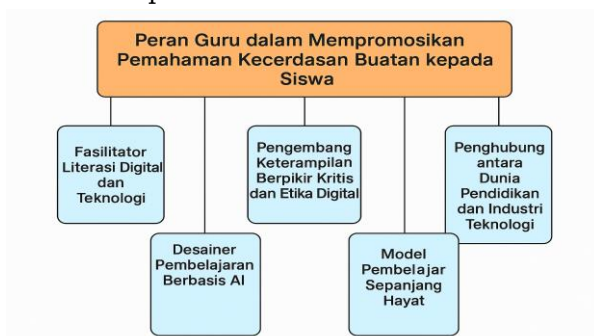 Peran Guru dalam Mempromosikan
Pemahaman Kecerdasan Buatan kepada
Siswa
Fasilitator
Literasi Digital
dan
Teknologi
Desainer
Pembelajaran
Berbasis AI
Pengembang
Keterampilan
Berpikir Kritis
dan Etika Digital
Model
Pembelajar
Sepanjang
Hayat
Penghubung
antara
Dunia
Pendidikan
dan Industri
Teknologi